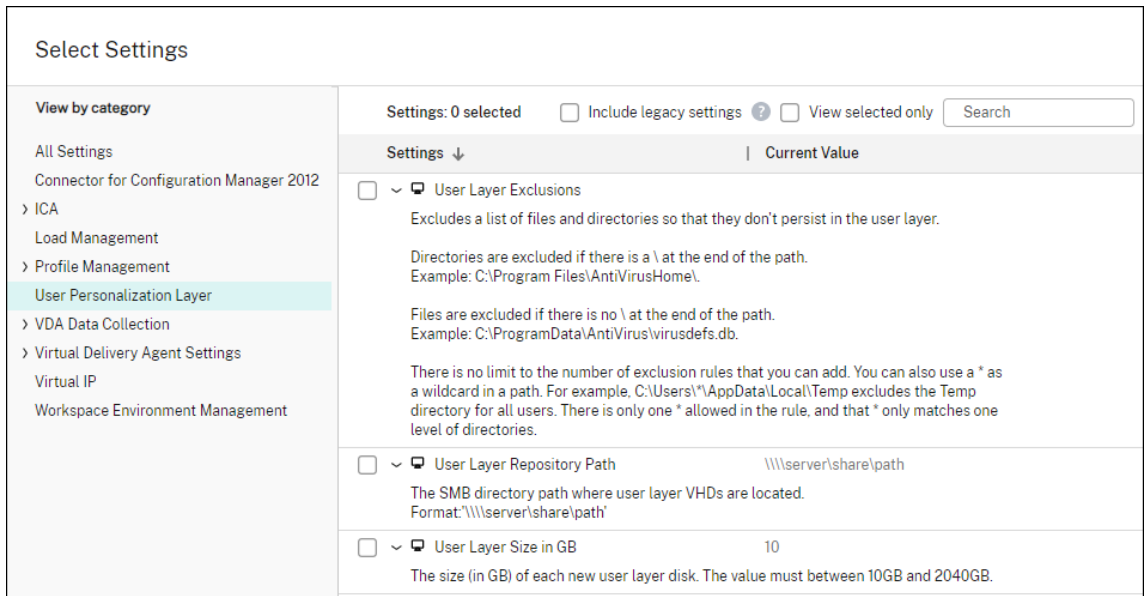 Select Settings
View by category
All Settings
Connector for Configuration Manager 2012
ICA
Load Management
Profile Management
User Personalization Layer
VDA Data Collection
Virtual Delivery Agent Settings
Virtual IP
Workspace Environment Management
Settings: 0 selected Include legacy settings ? View selected only Search
Settings ↓ | Current Value
User Layer Exclusions
Excludes a list of files and directories so that they don't persist in the user layer.
Directories are excluded if there is a \ at the end of the path.
Example: C:\Program Files\AntiVirusHome\.
Files are excluded if there is no \ at the end of the path.
Example: C:\ProgramData\AntiVirus\virusdefs.db.
There is no limit to the number of exclusion rules that you can add. You can also use a * as
a wildcard in a path. For example, C:\Users\*\AppData\Local\Temp excludes the Temp
directory for all users. There is only one * allowed in the rule, and that * only matches one
level of directories.
User Layer Repository Path \\\\server\share\path
The SMB directory path where user layer VHDs are located.
Format:'\\\\server\share\path'
User Layer Size in GB 10
The size (in GB) of each new user layer disk. The value must between 10GB and 2040GB.